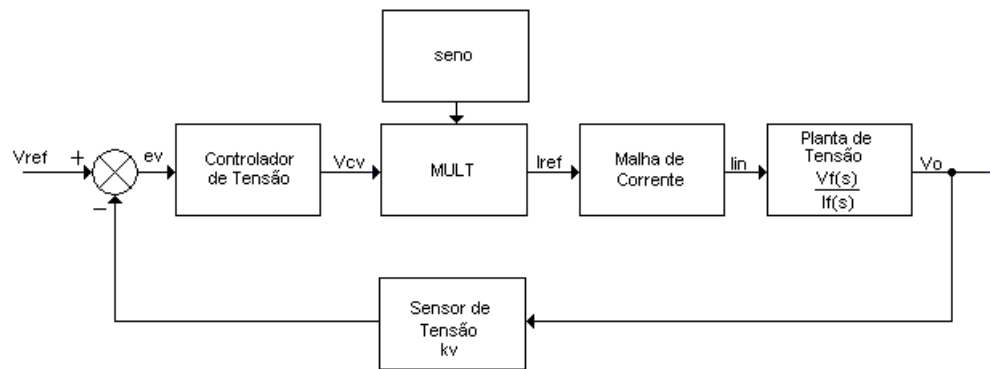 seno
Vref
+
−
ev
Controlador
de Tensão
Vcv
MULT
Iref
Malha de
Corrente
Iin
Planta de
Tensão
Vf(s)
If(s)
Vo
Sensor de
Tensão
kv